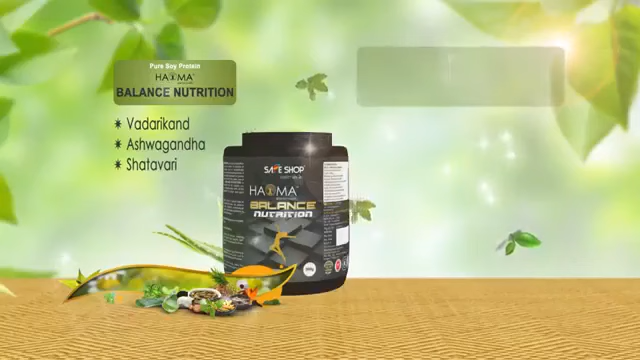 Pure Soy Protein
HAOMA
BALANCE NUTRITION
✶ Vadarikand
✶ Ashwagandha
✶ Shatavari
SAFE SHOP
HAOMA
BALANCE
NUTRITION